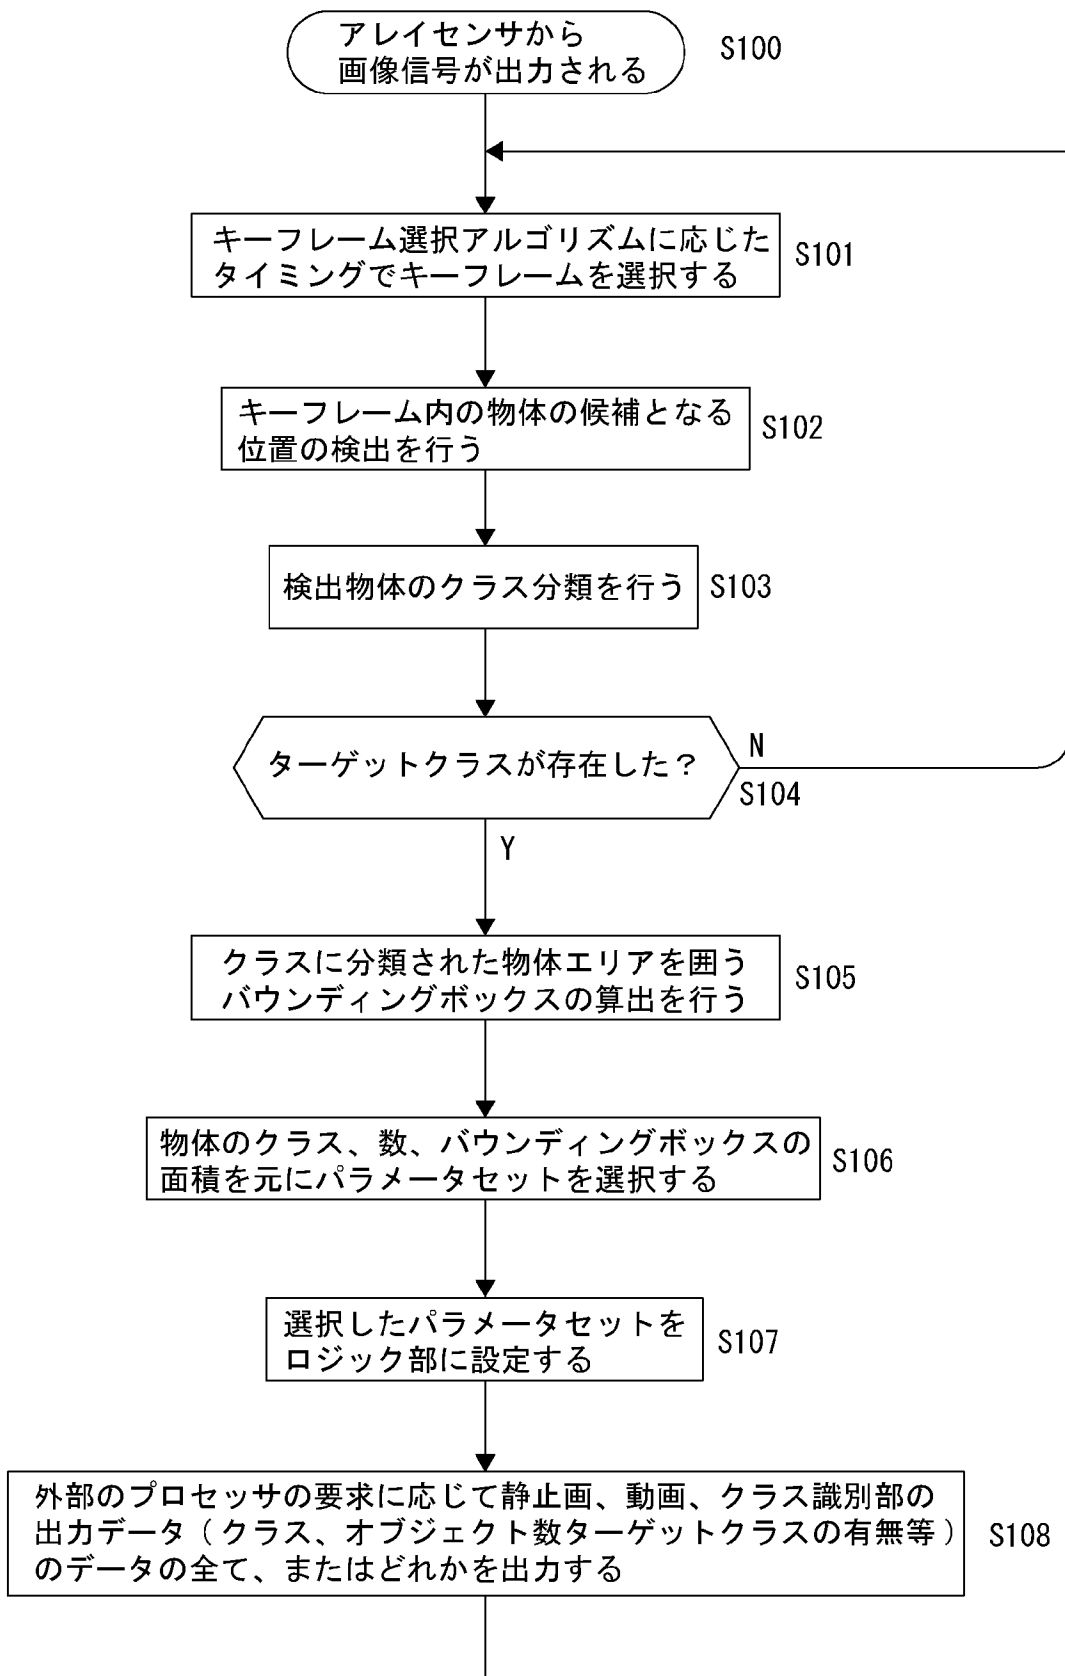 アレイセンサから
画像信号が出力される
S100
キーフレーム選択アルゴリズムに応じた
タイミングでキーフレームを選択する
S101
キーフレーム内の物体の候補となる
位置の検出を行う
S102
検出物体のクラス分類を行う
S103
ターゲットクラスが存在した?
N
S104
Y
クラスに分類された物体エリアを囲う
バウンディングボックスの算出を行う
S105
物体のクラス、数、バウンディングボックスの
面積を元にパラメータセットを選択する
S106
選択したパラメータセットを
ロジック部に設定する
S107
外部のプロセッサの要求に応じて静止画、動画、クラス識別部の
出力データ(クラス、オブジェクト数ターゲットクラスの有無等)
のデータの全て、またはどれかを出力する
S108